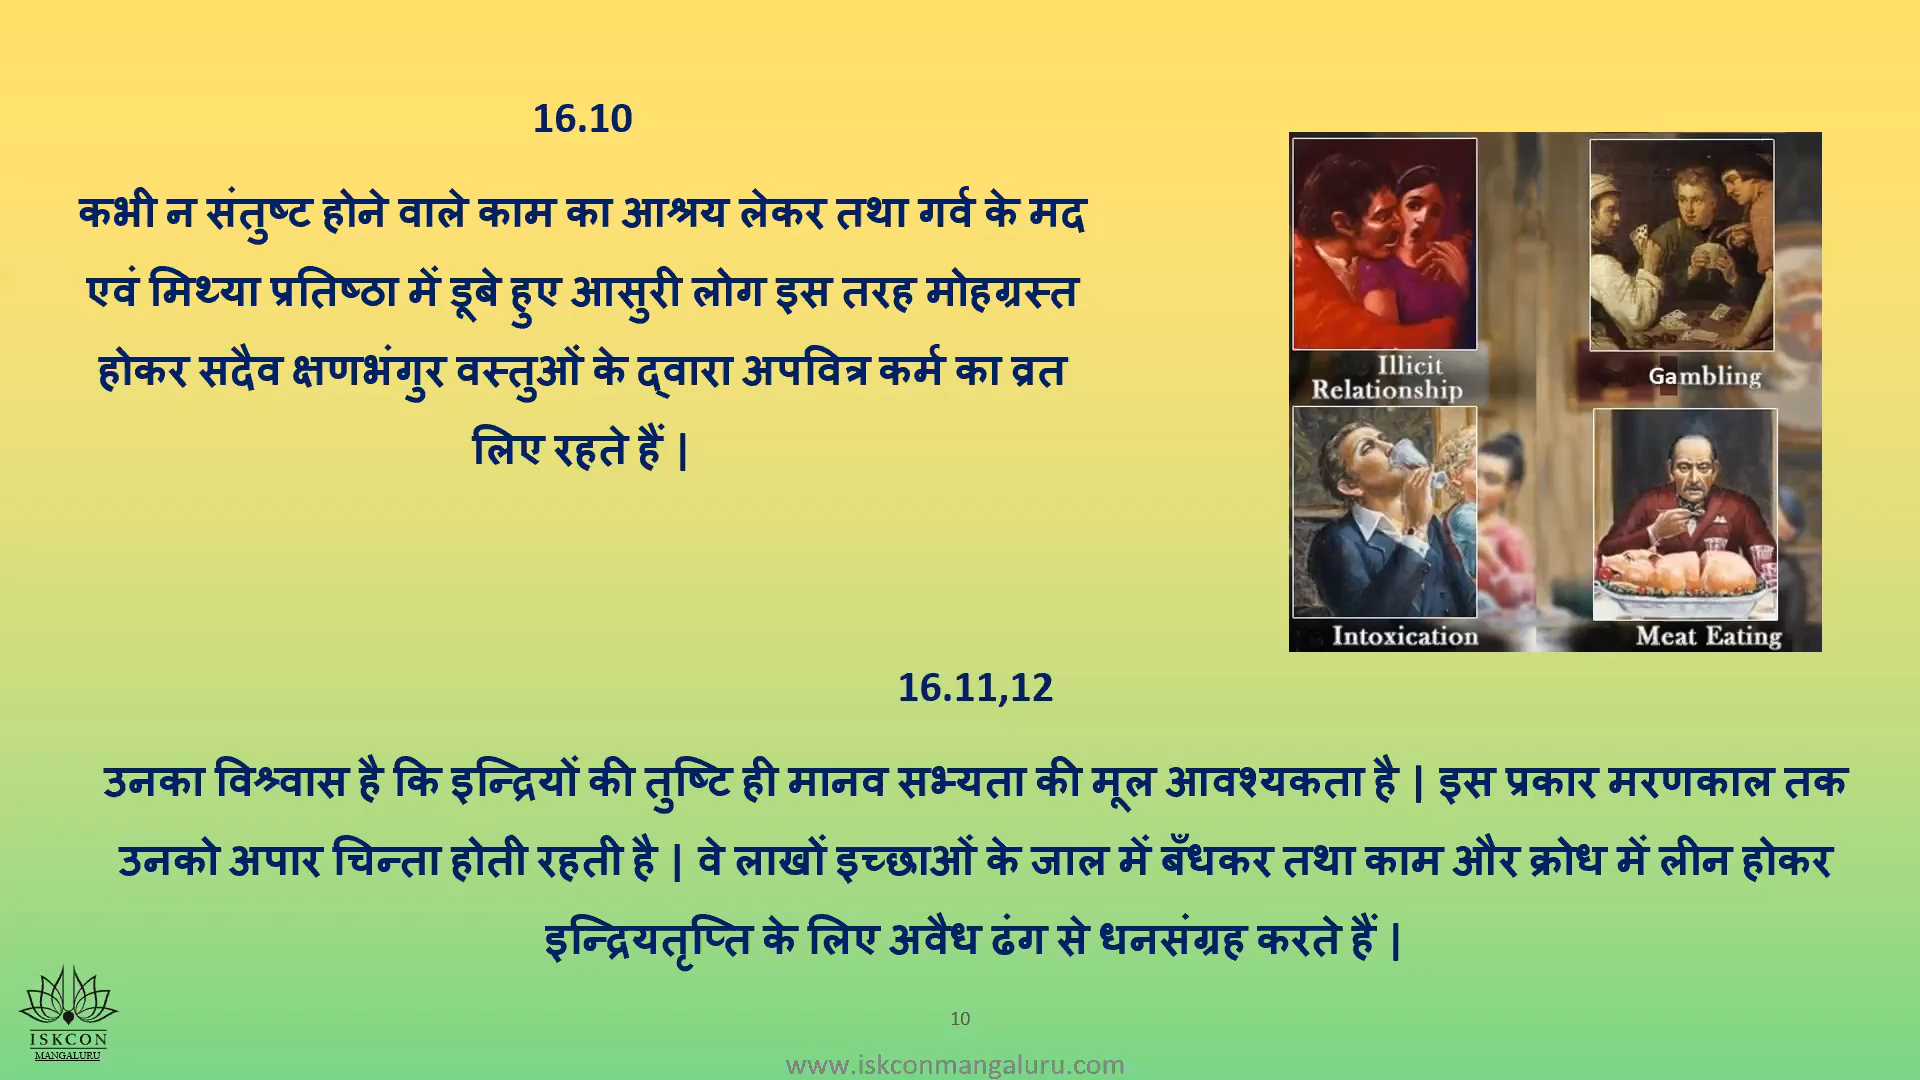 16.10
कभी न संतुष्ट होने वाले काम का आश्रय लेकर तथा गर्व के मद
एवं मिथ्या प्रतिष्ठा में डूबे हुए आसुरी लोग इस तरह मोहग्रस्त
होकर सदैव क्षणभंगुर वस्तुओं के द्वारा अपवित्र कर्म का व्रत
लिए रहते हैं |
Illicit
Relationship
Gambling
Intoxication
Meat Eating
16.11,12
उनका विश्र्वास है कि इन्द्रियों की तुष्टि ही मानव सभ्यता की मूल आवश्यकता है | इस प्रकार मरणकाल तक
उनको अपार चिन्ता होती रहती है | वे लाखों इच्छाओं के जाल में बँधकर तथा काम और क्रोध में लीन होकर
इन्द्रियतृप्ति के लिए अवैध ढंग से धनसंग्रह करते हैं |
ISKCON
MANGALURU
10
www.iskconmangaluru.com